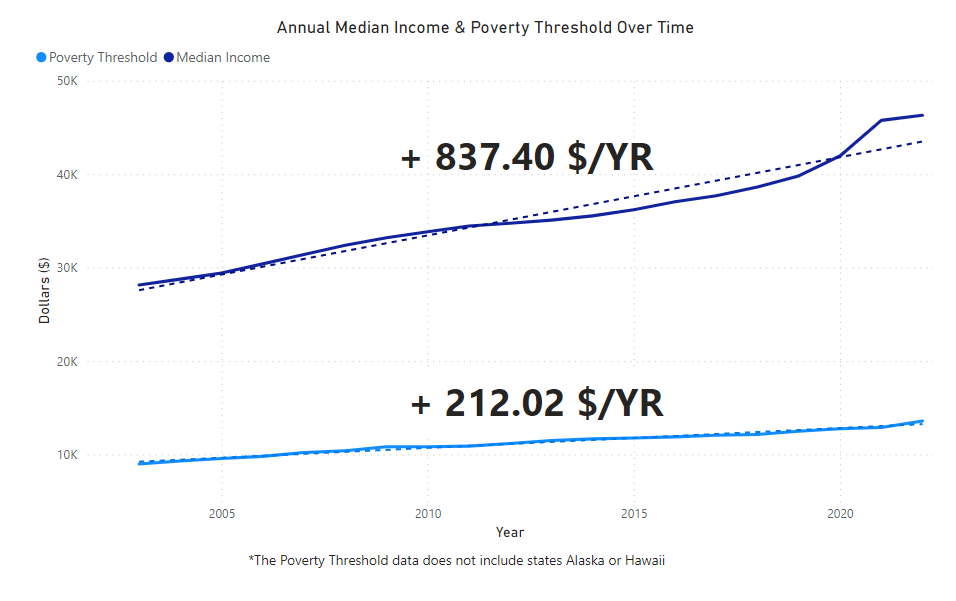 Annual Median Income & Poverty Threshold Over Time
Poverty Threshold Median Income
50K
+ 837.40 $/YR
40K
30K
Dollars ($)
20K
+ 212.02 $/YR
10K
2005 2010 2015 2020
Year
*The Poverty Threshold data does not include states Alaska or Hawaii